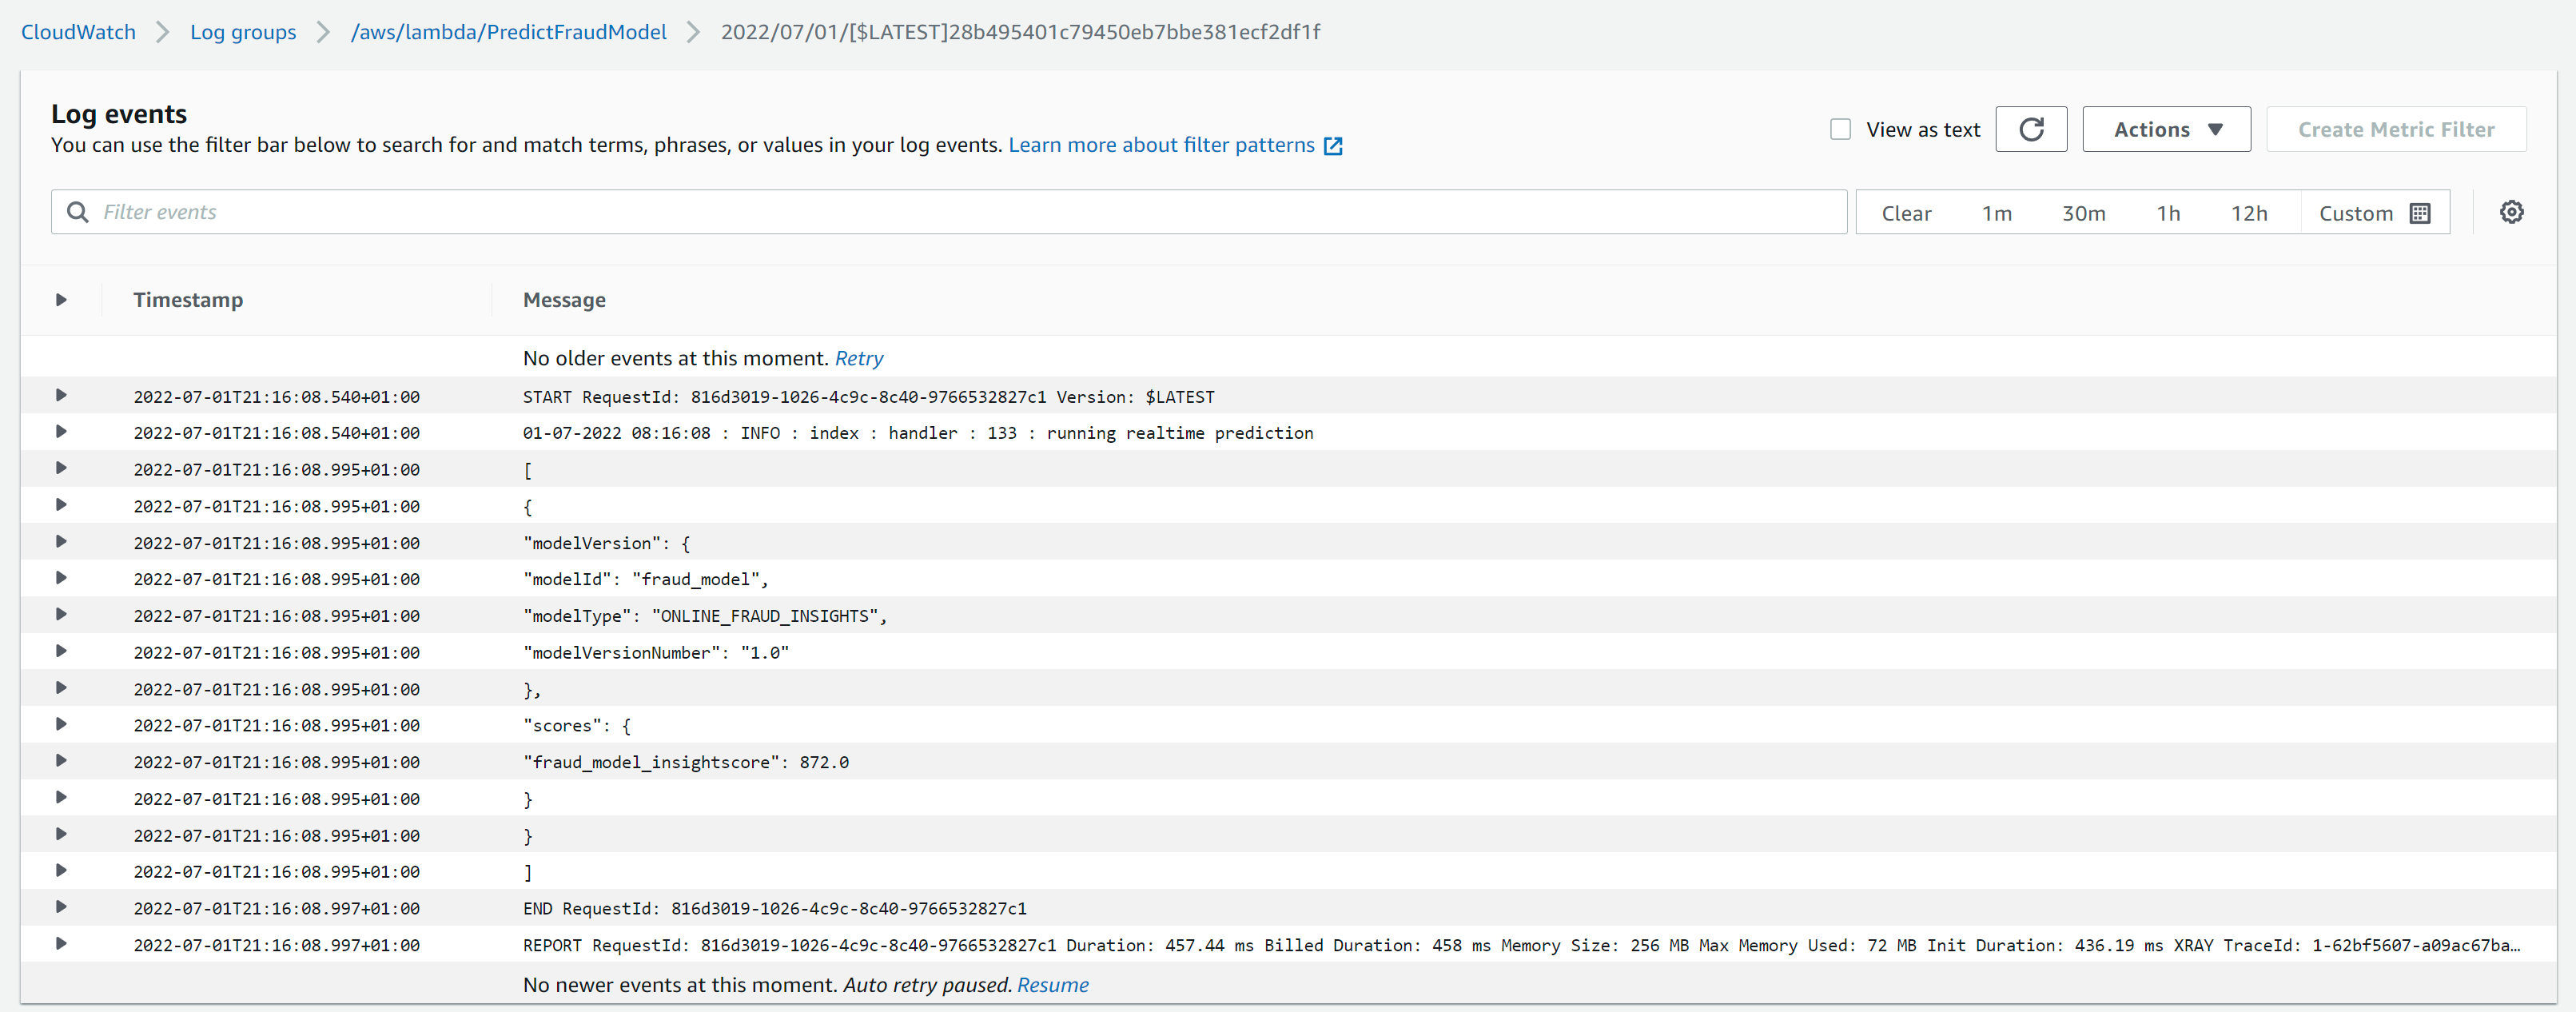 CloudWatch > Log groups > /aws/lambda/PredictFraudModel > 2022/07/01/[$LATEST]28b495401c79450eb7bbe381ecf2df1f
Log events
You can use the filter bar below to search for and match terms, phrases, or values in your log events. Learn more about filter patterns
View as text Actions Create Metric Filter
Filter events Clear 1m 30m 1h 12h Custom
Timestamp Message
No older events at this moment. Retry
2022-07-01T21:16:08.540+01:00 START RequestId: 816d3019-1026-4c9c-8c40-9766532827c1 Version: $LATEST
2022-07-01T21:16:08.540+01:00 01-07-2022 08:16:08 : INFO : index : handler : 133 : running realtime prediction
2022-07-01T21:16:08.995+01:00 [
2022-07-01T21:16:08.995+01:00 {
2022-07-01T21:16:08.995+01:00 "modelVersion": {
2022-07-01T21:16:08.995+01:00 "modelId": "fraud_model",
2022-07-01T21:16:08.995+01:00 "modelType": "ONLINE_FRAUD_INSIGHTS",
2022-07-01T21:16:08.995+01:00 "modelVersionNumber": "1.0"
2022-07-01T21:16:08.995+01:00 },
2022-07-01T21:16:08.995+01:00 "scores": {
2022-07-01T21:16:08.995+01:00 "fraud_model_insightscore": 872.0
2022-07-01T21:16:08.995+01:00 }
2022-07-01T21:16:08.995+01:00 }
2022-07-01T21:16:08.995+01:00 ]
2022-07-01T21:16:08.997+01:00 END RequestId: 816d3019-1026-4c9c-8c40-9766532827c1
2022-07-01T21:16:08.997+01:00 REPORT RequestId: 816d3019-1026-4c9c-8c40-9766532827c1 Duration: 457.44 ms Billed Duration: 458 ms Memory Size: 256 MB Max Memory Used: 72 MB Init Duration: 436.19 ms XRAY TraceId: 1-62bf5607-a09ac67ba…
No newer events at this moment. Auto retry paused. Resume